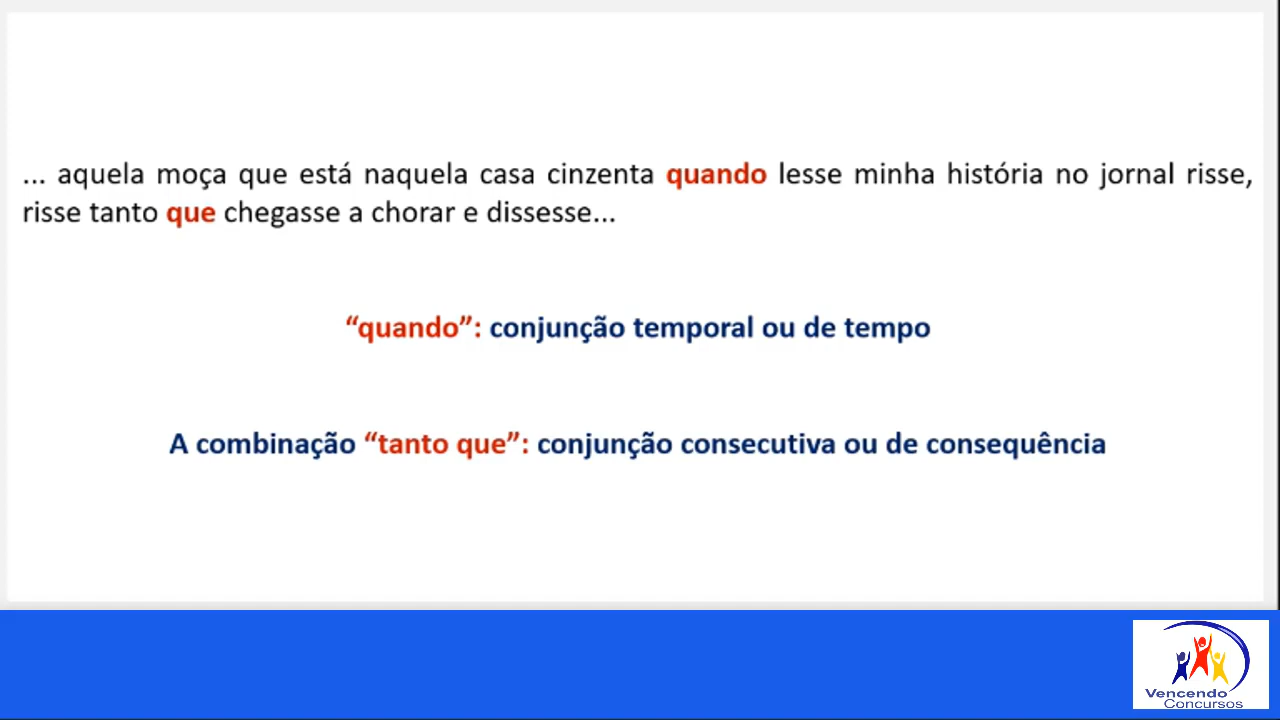 ... aquela moça que está naquela casa cinzenta quando lesse minha história no jornal risse,
risse tanto que chegasse a chorar e dissesse...
“quando”: conjunção temporal ou de tempo
A combinação “tanto que”: conjunção consecutiva ou de consequência
Vencendo
Concursos